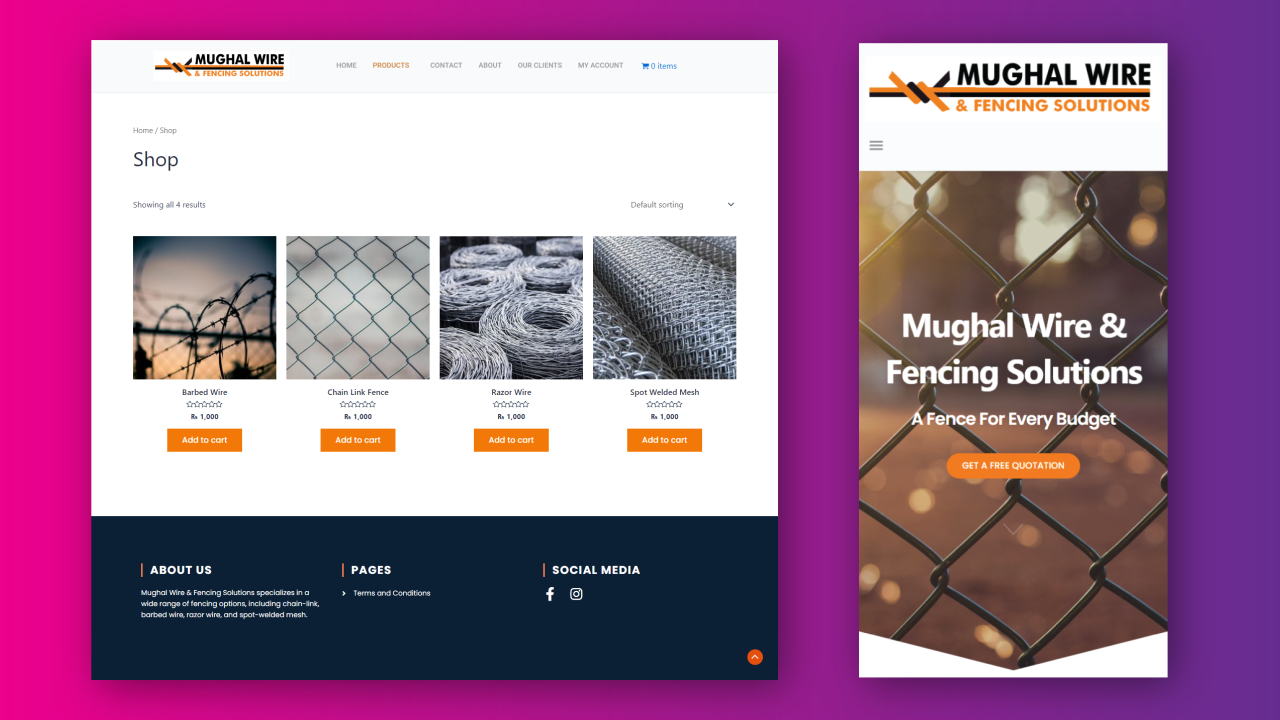 MUGHAL WIRE
& FENCING SOLUTIONS
HOME PRODUCTS CONTACT ABOUT OUR CLIENTS MY ACCOUNT 0 items
Home / Shop
Shop
Showing all 4 results
Default sorting
Barbed Wire
₨ 1,000
Add to cart
Chain Link Fence
₨ 1,000
Add to cart
Razor Wire
₨ 1,000
Add to cart
Spot Welded Mesh
₨ 1,000
Add to cart
ABOUT US
Mughal Wire & Fencing Solutions specializes in a
wide range of fencing options, including chain-link,
barbed wire, razor wire, and spot-welded mesh.
PAGES
Terms and Conditions
SOCIAL MEDIA
MUGHAL WIRE
& FENCING SOLUTIONS
Mughal Wire &
Fencing Solutions
A Fence For Every Budget
GET A FREE QUOTATION